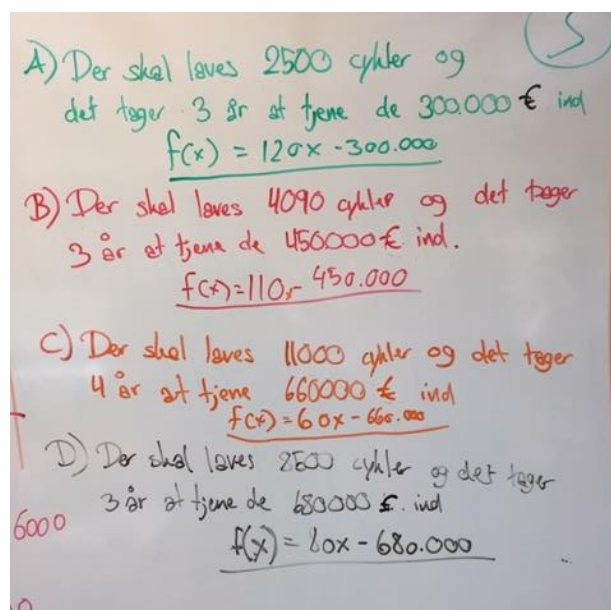 3
A) Der skal laves 2500 cykler og
det tager 3 år at tjene de 300.000 € ind
f(x) = 120x - 300.000
B) Der skal laves 4090 cykler og det tager
3 år at tjene de 450000 € ind.
f(x)=110x- 450.000
C) Der skal laves 11000 cykler og det tager
4 år at tjene 660000 € ind
f(x)=60x-660.000
D) Der skal laves 2500 cykler og det tager
3 år at tjene de 680000 €. ind
6000
f(x) = 80x - 680.000